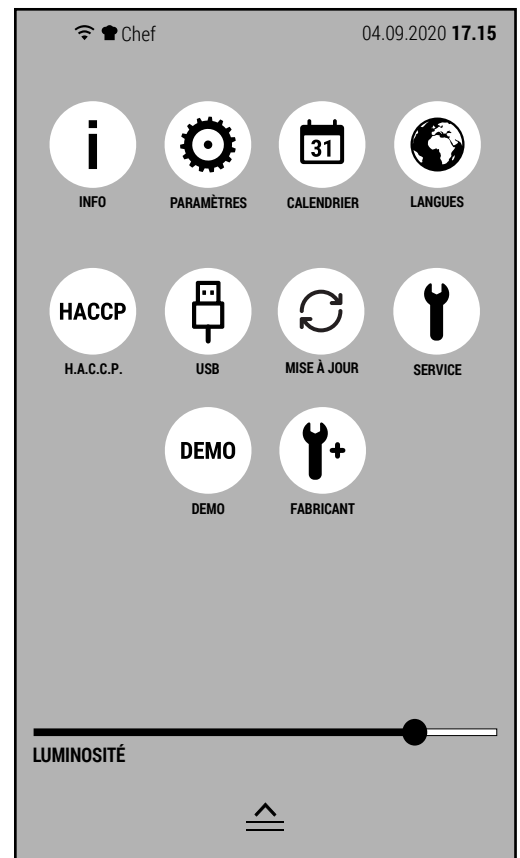 Chef 04.09.2020 17.15
i 31
INFO PARAMÈTRES CALENDRIER LANGUES
HACCP
H.A.C.C.P. USB MISE À JOUR SERVICE
DEMO
DEMO FABRICANT
LUMINOSITÉ